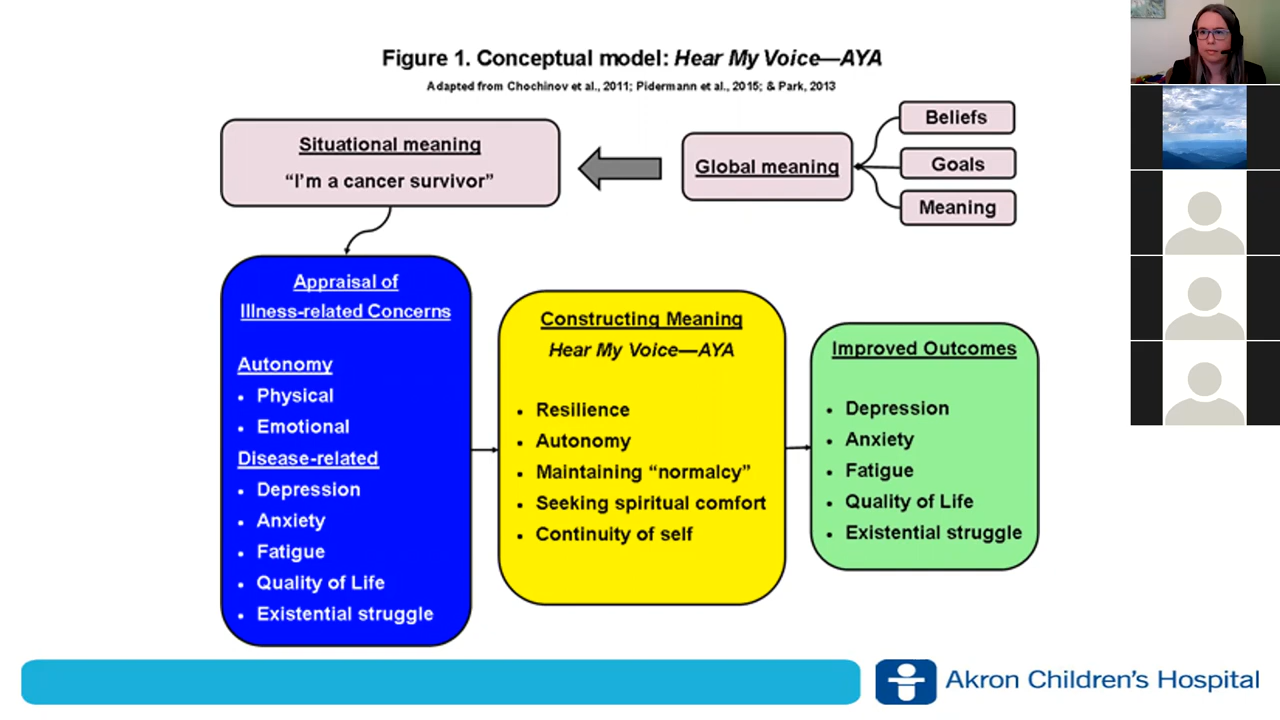 Figure 1. Conceptual model: Hear My Voice—AYA
Adapted from Chochinov et al., 2011; Pidermann et al., 2015; & Park, 2013
Situational meaning
“I’m a cancer survivor”
Global meaning
Beliefs
Goals
Meaning
Appraisal of
Illness-related Concerns
Autonomy
• Physical
• Emotional
Disease-related
• Depression
• Anxiety
• Fatigue
• Quality of Life
• Existential struggle
Constructing Meaning
Hear My Voice—AYA
• Resilience
• Autonomy
• Maintaining “normalcy”
• Seeking spiritual comfort
• Continuity of self
Improved Outcomes
• Depression
• Anxiety
• Fatigue
• Quality of Life
• Existential struggle
Akron Children’s Hospital